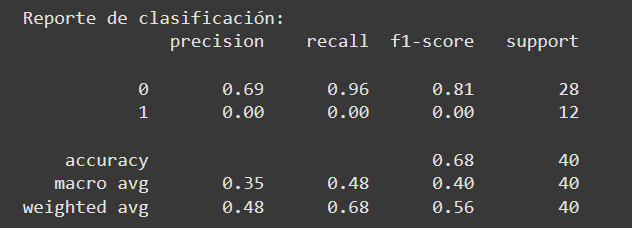 Reporte de clasificación:
precision recall f1-score support
0 0.69 0.96 0.81 28
1 0.00 0.00 0.00 12
accuracy 0.68 40
macro avg 0.35 0.48 0.40 40
weighted avg 0.48 0.68 0.56 40